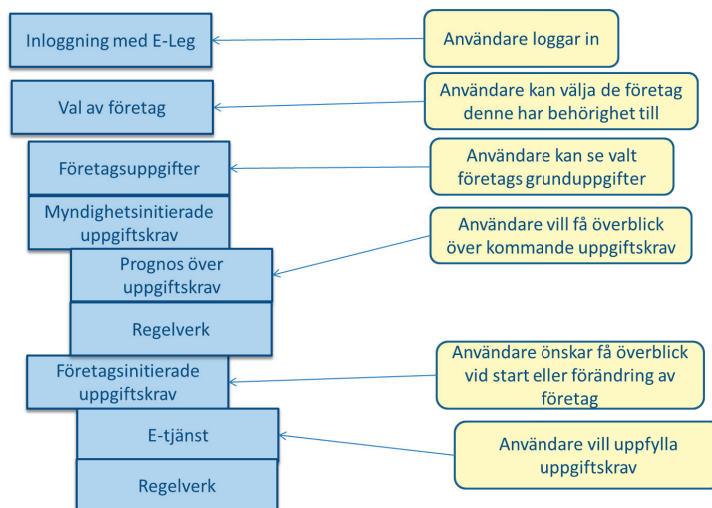 Inloggning med E-Leg
Användare loggar in
Val av företag
Användare kan välja de företag
denne har behörighet till
Företagsuppgifter
Användare kan se valt
företags grunduppgifter
Myndighetsinitierade
uppgiftskrav
Användare vill få överblick
över kommande uppgiftskrav
Prognos över
uppgiftskrav
Regelverk
Företagsinitierade
uppgiftskrav
Användare önskar få överblick
vid start eller förändring av
företag
E-tjänst
Användare vill uppfylla
uppgiftskrav
Regelverk